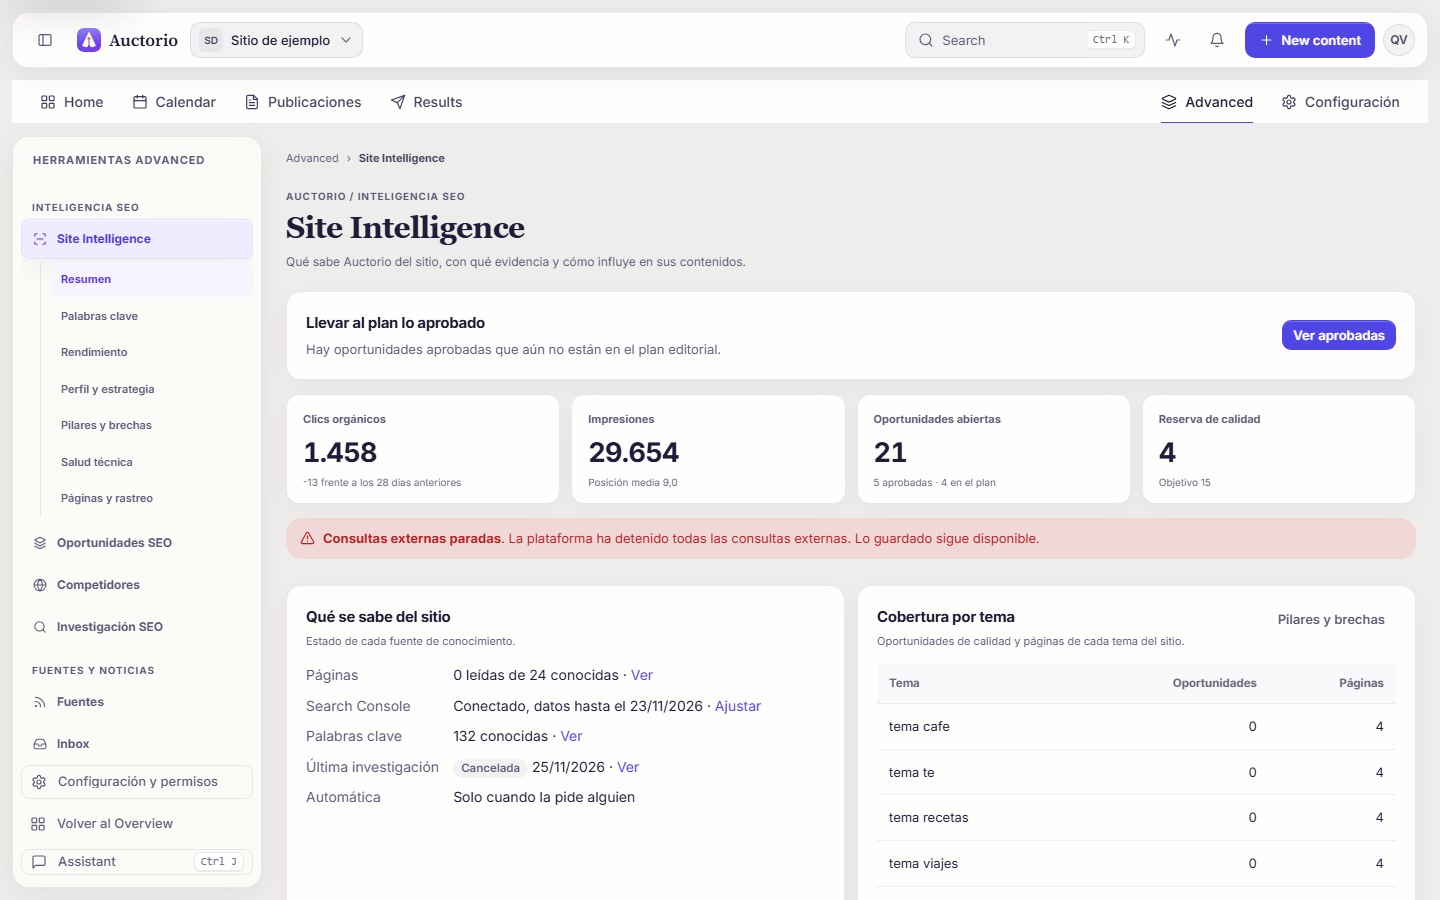 Auctorio
SD Sitio de ejemplo
Search Ctrl K
New content
QV
Home
Calendar
Publicaciones
Results
Advanced
Configuración
HERRAMIENTAS ADVANCED
INTELIGENCIA SEO
Site Intelligence
Resumen
Palabras clave
Rendimiento
Perfil y estrategia
Pilares y brechas
Salud técnica
Páginas y rastreo
Oportunidades SEO
Competidores
Investigación SEO
FUENTES Y NOTICIAS
Fuentes
Inbox
Configuración y permisos
Volver al Overview
Assistant Ctrl J
Advanced › Site Intelligence
AUCTORIO / INTELIGENCIA SEO
Site Intelligence
Qué sabe Auctorio del sitio, con qué evidencia y cómo influye en sus contenidos.
Llevar al plan lo aprobado
Hay oportunidades aprobadas que aún no están en el plan editorial.
Ver aprobadas
Clics orgánicos
1.458
-13 frente a los 28 días anteriores
Impresiones
29.654
Posición media 9,0
Oportunidades abiertas
21
5 aprobadas · 4 en el plan
Reserva de calidad
4
Objetivo 15
Consultas externas paradas. La plataforma ha detenido todas las consultas externas. Lo guardado sigue disponible.
Qué se sabe del sitio
Estado de cada fuente de conocimiento.
Páginas 0 leídas de 24 conocidas · Ver
Search Console Conectado, datos hasta el 23/11/2026 · Ajustar
Palabras clave 132 conocidas · Ver
Última investigación Cancelada 25/11/2026 · Ver
Automática Solo cuando la pide alguien
Cobertura por tema
Pilares y brechas
Oportunidades de calidad y páginas de cada tema del sitio.
Tema Oportunidades Páginas
tema cafe 0 4
tema te 0 4
tema recetas 0 4
tema viajes 0 4